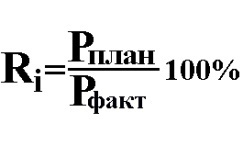 Rᵢ = Pплан / Pфакт 100%